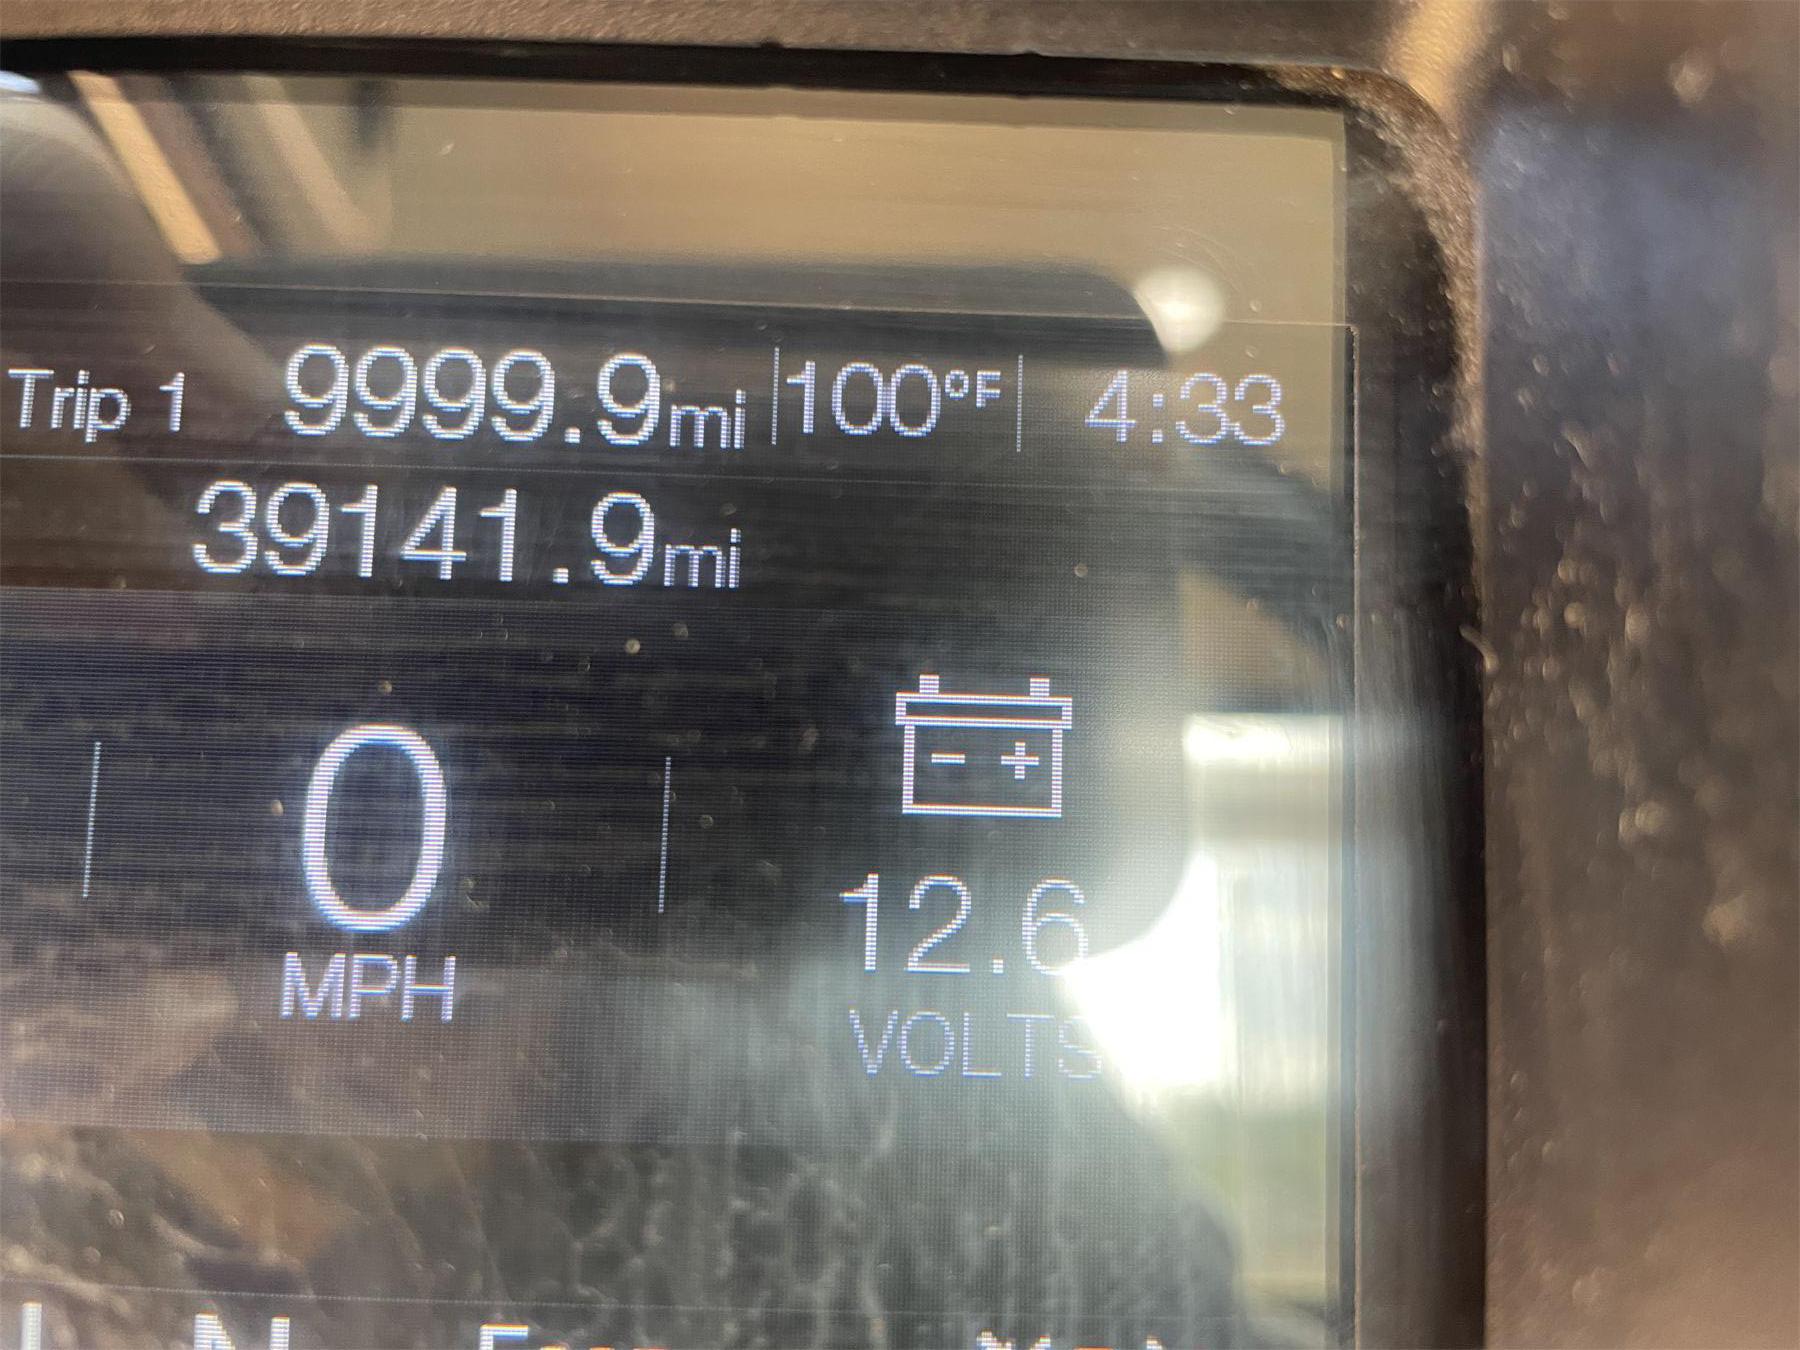 Trip 1 9999.9mi 100°F 4:33
39141.9mi
- +
0
MPH
12.6
VOLTS